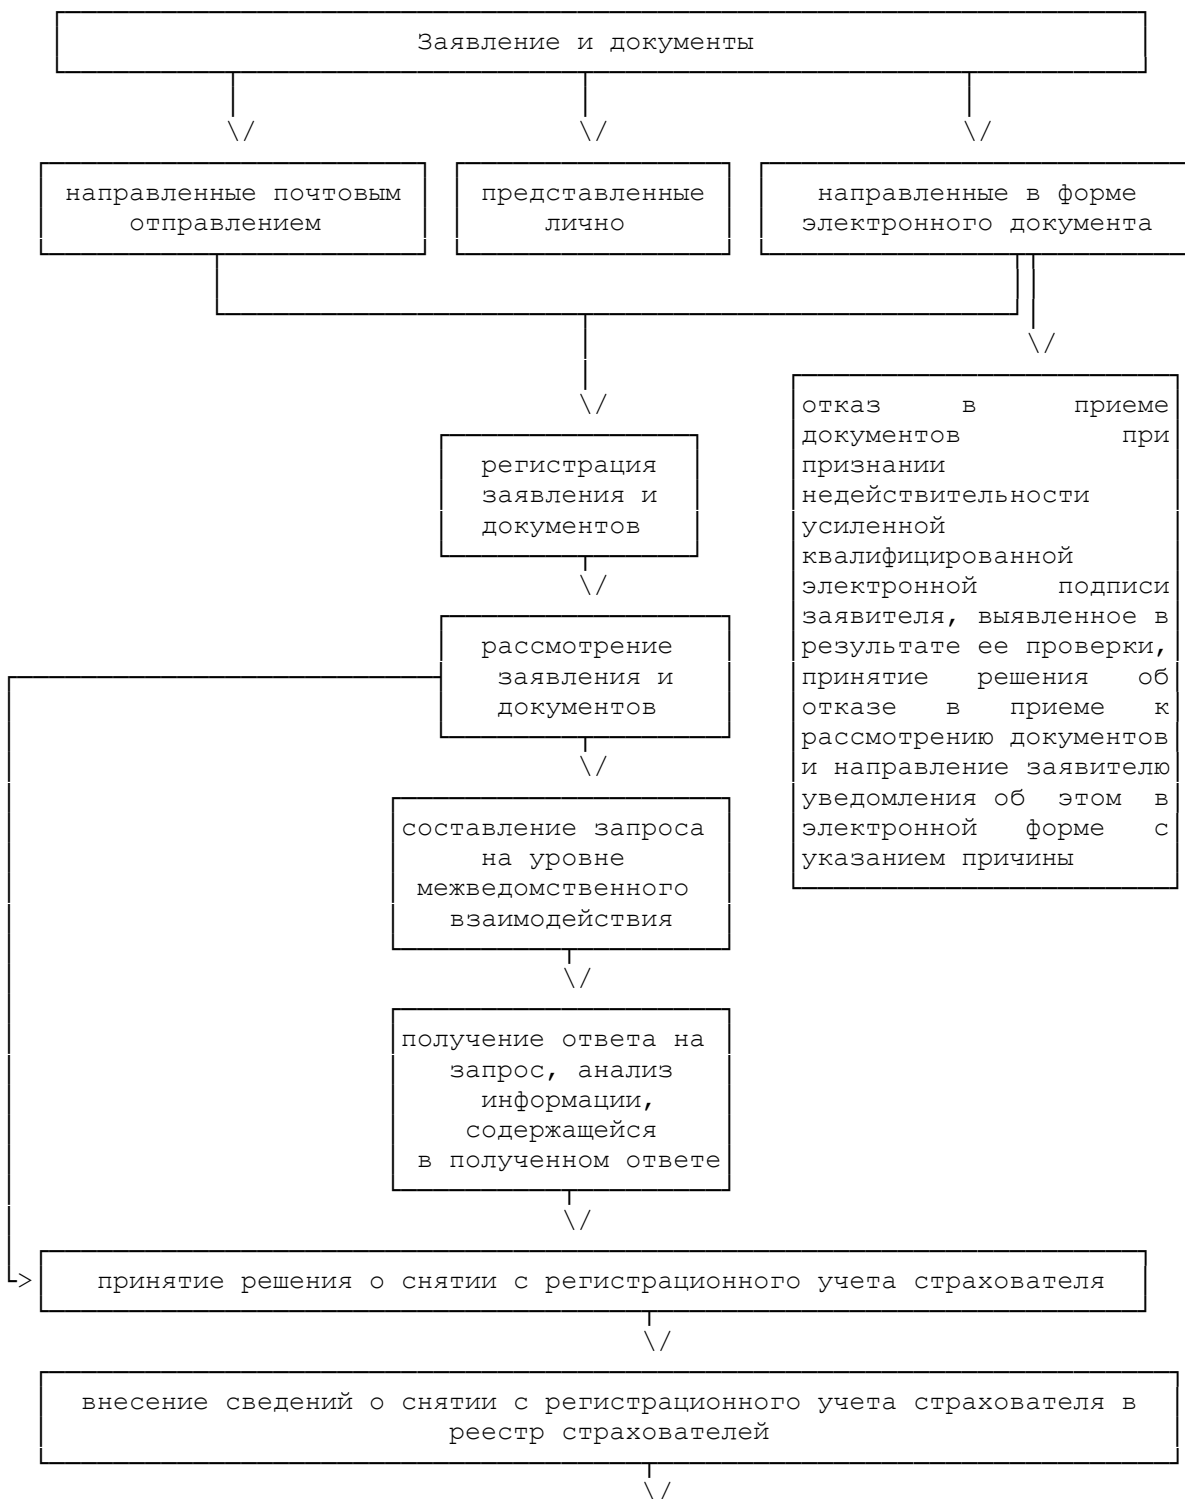 Заявление и документы
направленные почтовым
отправлением
представленные
лично
направленные в форме
электронного документа
отказ в приеме
документов при
признании
недействительности
усиленной
квалифицированной
электронной подписи
заявителя, выявленное в
результате ее проверки,
принятие решения об
отказе в приеме к
рассмотрению документов
и направление заявителю
уведомления об этом в
электронной форме с
указанием причины
регистрация
заявления и
документов
рассмотрение
заявления и
документов
составление запроса
на уровне
межведомственного
взаимодействия
получение ответа на
запрос, анализ
информации,
содержащейся
в полученном ответе
принятие решения о снятии с регистрационного учета страхователя
внесение сведений о снятии с регистрационного учета страхователя в
реестр страхователей